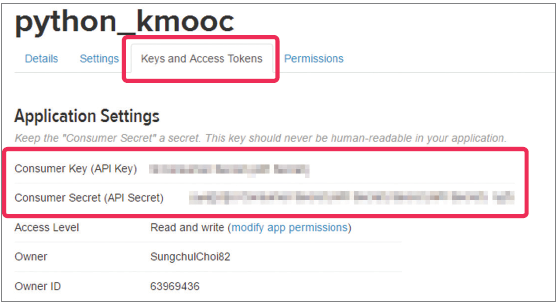 python_kmooc
Details Settings Keys and Access Tokens Permissions
Application Settings
Keep the "Consumer Secret" a secret. This key should never be human-readable in your application.
Consumer Key (API Key)
Consumer Secret (API Secret)
Access Level Read and write (modify app permissions)
Owner SungchulChoi82
Owner ID 63969436